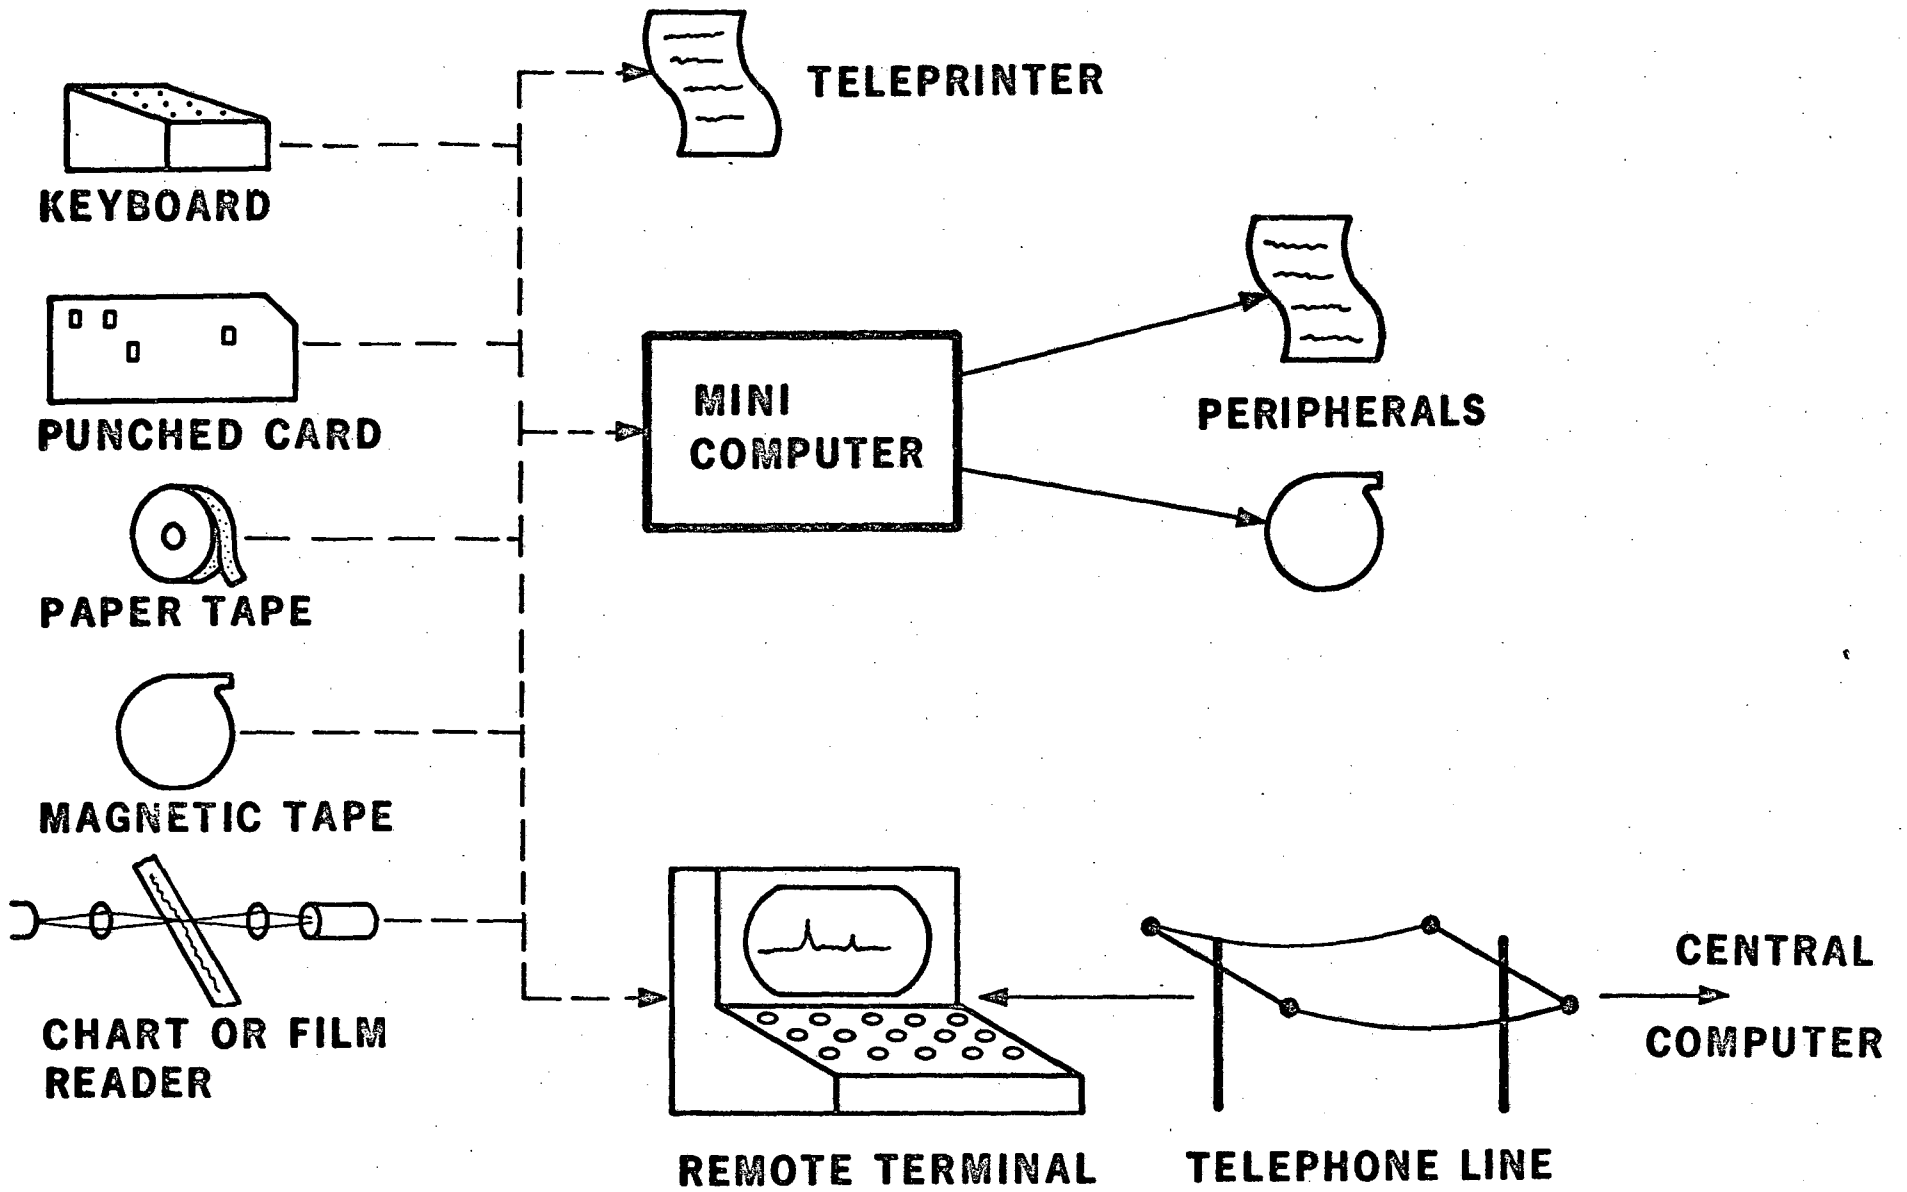 TELEPRINTER
KEYBOARD
PUNCHED CARD
MINI
COMPUTER
PERIPHERALS
PAPER TAPE
MAGNETIC TAPE
CHART OR FILM
READER
REMOTE TERMINAL
TELEPHONE LINE
CENTRAL
COMPUTER